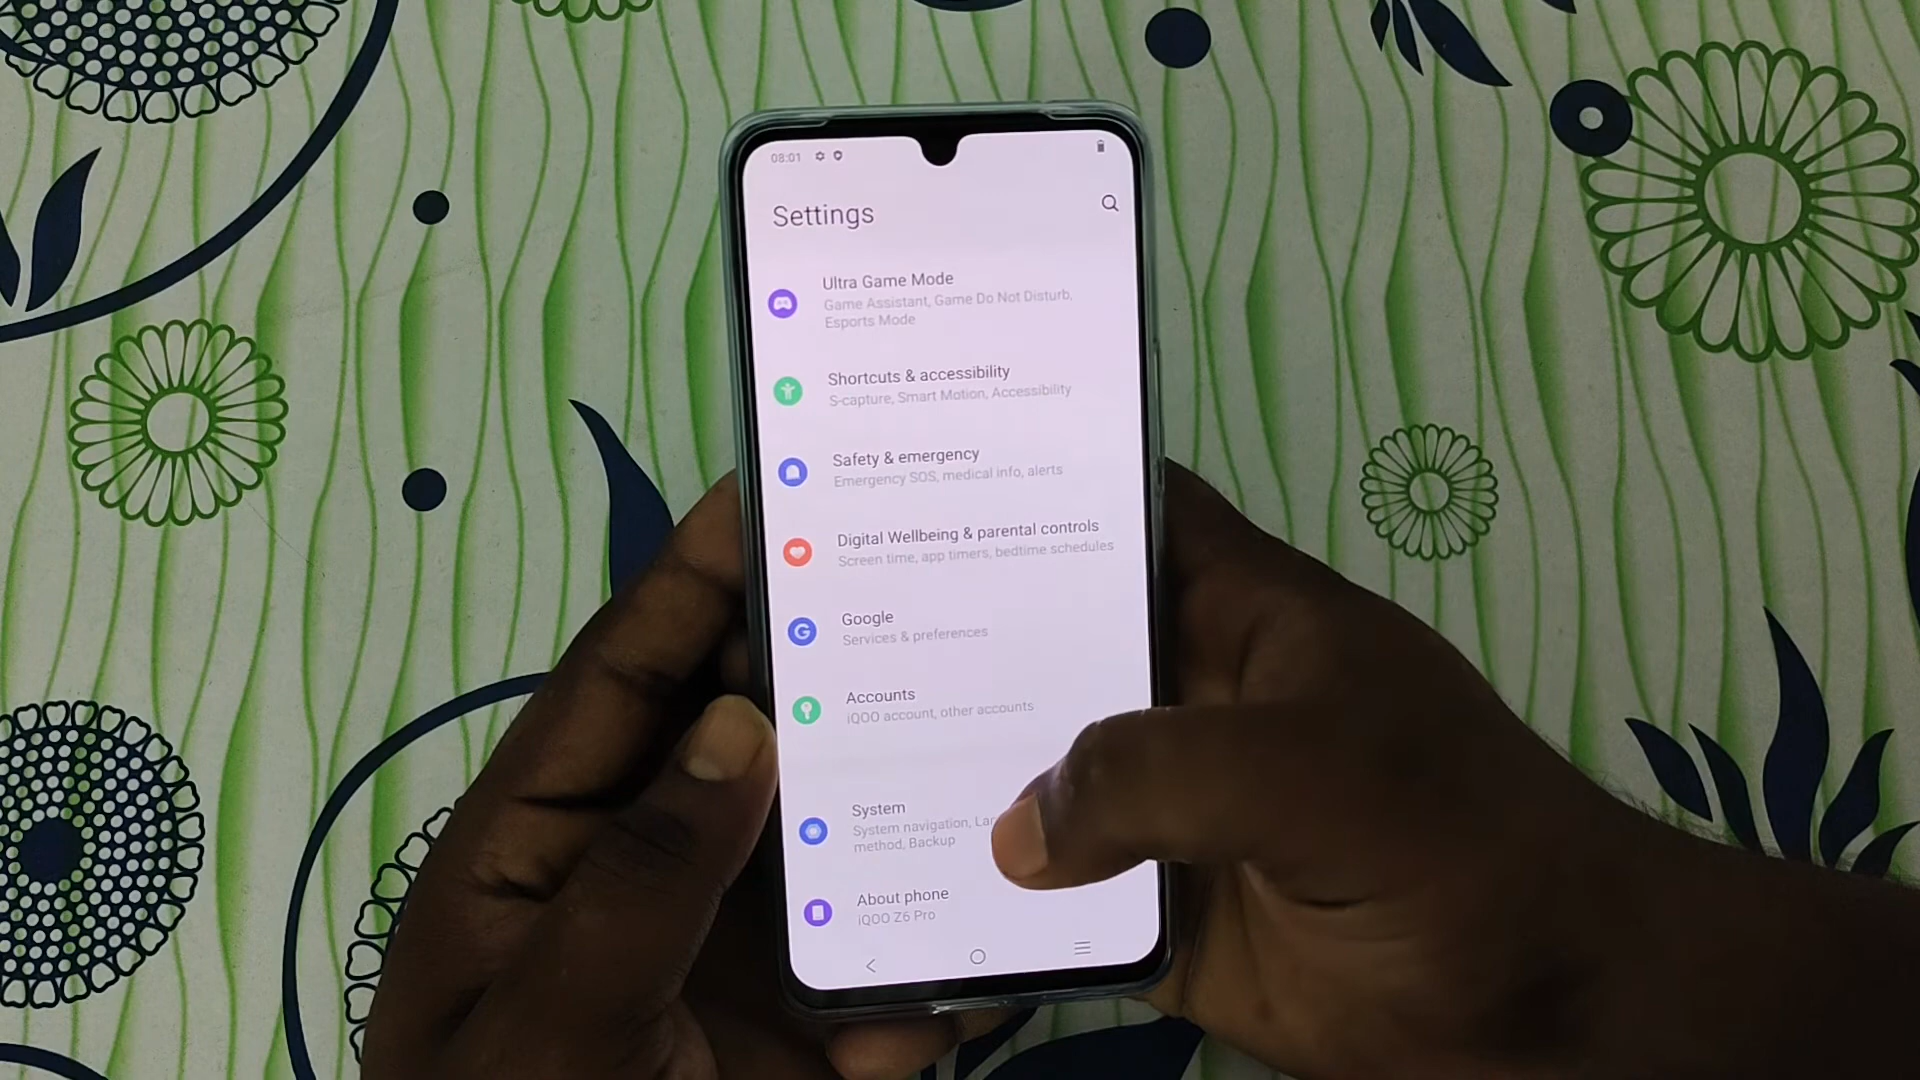 08:01
Settings
Ultra Game Mode
Game Assistant, Game Do Not Disturb,
Esports Mode
Shortcuts & accessibility
S-capture, Smart Motion, Accessibility
Safety & emergency
Emergency SOS, medical info, alerts
Digital Wellbeing & parental controls
Screen time, app timers, bedtime schedules
Google
Services & preferences
Accounts
iQOO account, other accounts
System
System navigation,
method, Backup
About phone
iQOO Z6 Pro